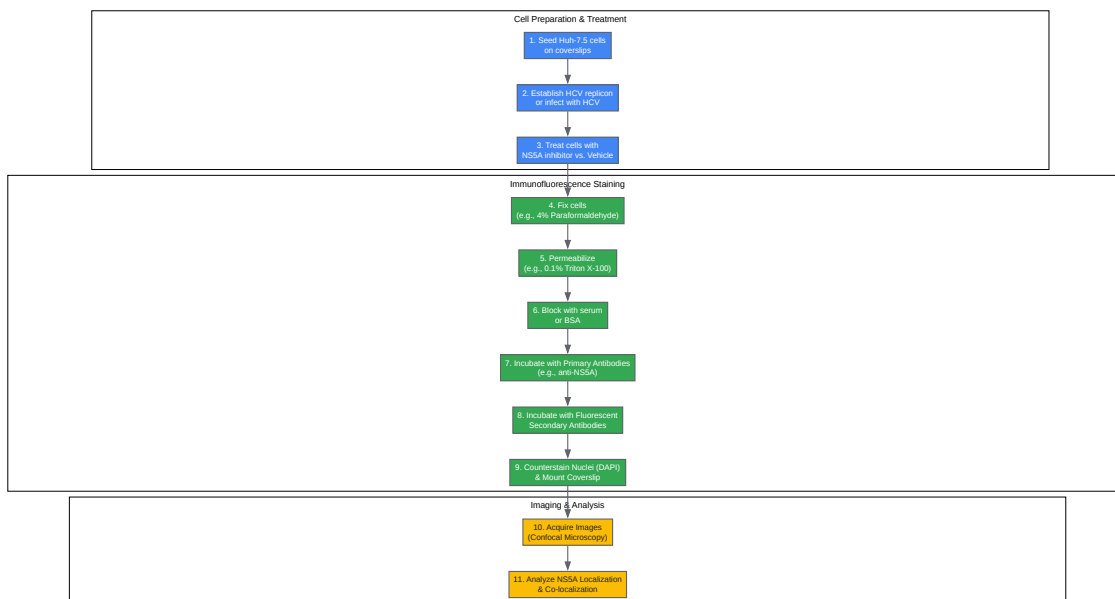 Cell Preparation & Treatment
1. Seed Huh-7.5 cells
on coverslips
2. Establish HCV replicon
or infect with HCV
3. Treat cells with
NS5A inhibitor vs. Vehicle
Immunofluorescence Staining
4. Fix cells
(e.g., 4% Paraformaldehyde)
5. Permeabilize
(e.g., 0.1% Triton X-100)
6. Block with serum
or BSA
7. Incubate with Primary Antibodies
(e.g., anti-NS5A)
8. Incubate with Fluorescent
Secondary Antibodies
9. Counterstain Nuclei (DAPI)
& Mount Coverslip
Imaging & Analysis
10. Acquire Images
(Confocal Microscopy)
11. Analyze NS5A Localization
& Co-localization